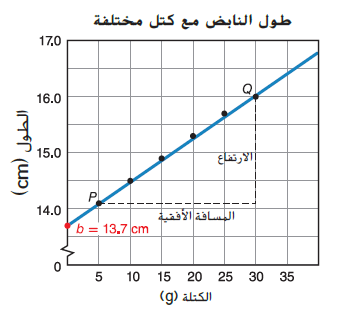 طول النابض مع كتل مختلفة
الطول (cm)
17.0
16.0
15.0
14.0
0
Q
الارتفاع
P
المسافة الأفقية
b = 13.7 cm
5 10 15 20 25 30 35
الكتلة (g)